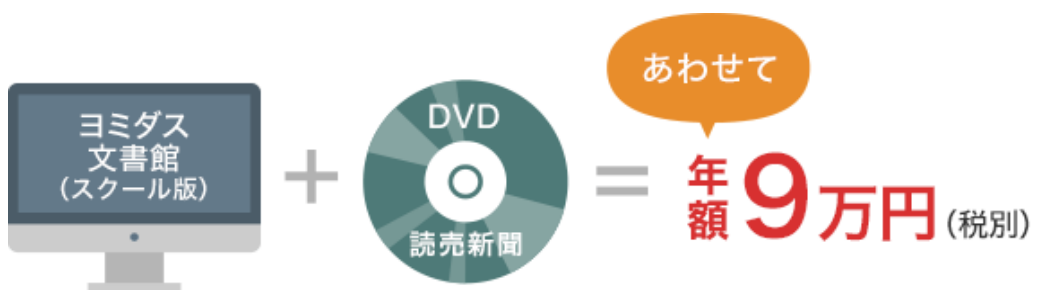 ヨミダス
文書館
(スクール版)
+
DVD
読売新聞
=
あわせて
年額
9万円(税別)